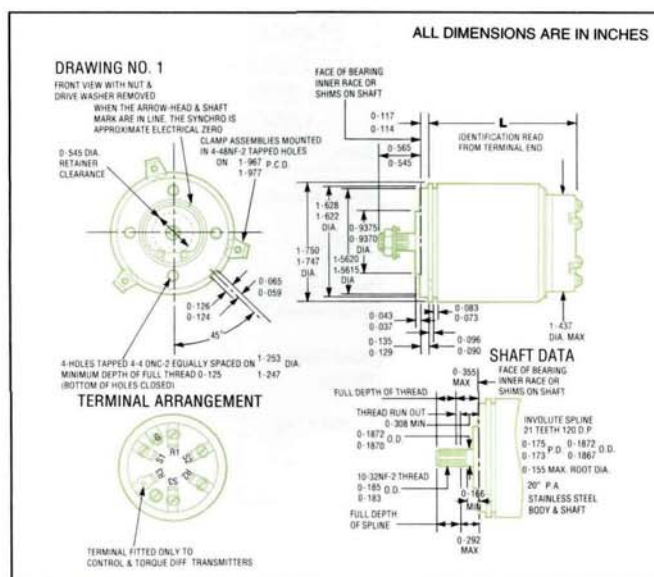 ALL DIMENSIONS ARE IN INCHES
DRAWING NO. 1
FRONT VIEW WITH NUT &
DRIVE WASHER REMOVED
WHEN THE ARROW-HEAD & SHAFT
MARK ARE IN LINE. THE SYNCHRO IS
APPROXIMATE ELECTRICAL ZERO
0·545 DIA.
RETAINER
CLEARANCE
CLAMP ASSEMBLIES MOUNTED
IN 4-48NF-2 TAPPED HOLES
ON 1·967 P.C.D.
1·977
0·065
0·059
0·126
0·124
45°
4-HOLES TAPPED 4-4 ONC-2 EQUALLY SPACED ON 1·253 DIA.
MINIMUM DEPTH OF FULL THREAD 0·125 1·247
(BOTTOM OF HOLES CLOSED)
FACE OF BEARING
INNER RACE OR
SHIMS ON SHAFT
0·117
0·114
0·565
0·545
L
IDENTIFICATION READ
FROM TERMINAL END
1·628
1·622
DIA.
0·9375
0·9370
DIA.
1·750
1·747
DIA.
1·5620
1·5615
DIA.
0·043
0·037
0·083
0·073
0·135
0·129
0·096
0·090
1·437
DIA. MAX
TERMINAL ARRANGEMENT
R1
S1
S2
R3
R2
S3
TERMINAL FITTED ONLY TO
CONTROL & TORQUE DIFF TRANSMITTERS
SHAFT DATA
0·355
MAX
FACE OF BEARING
INNER RACE OR
SHIMS ON SHAFT
FULL DEPTH OF THREAD
THREAD RUN OUT
0·308 MIN
0·1872 O.D.
0·1870
10-32NF-2 THREAD
0·185 O.D.
0·183
0·166
MIN
FULL DEPTH
OF SPLINE
0·292
MAX
INVOLUTE SPLINE
21 TEETH 120 D.P
0·175 P.D. 0·1872 O.D.
0·173 0·1867
0·155 MAX. ROOT DIA.
20° P.A
STAINLESS STEEL
BODY & SHAFT